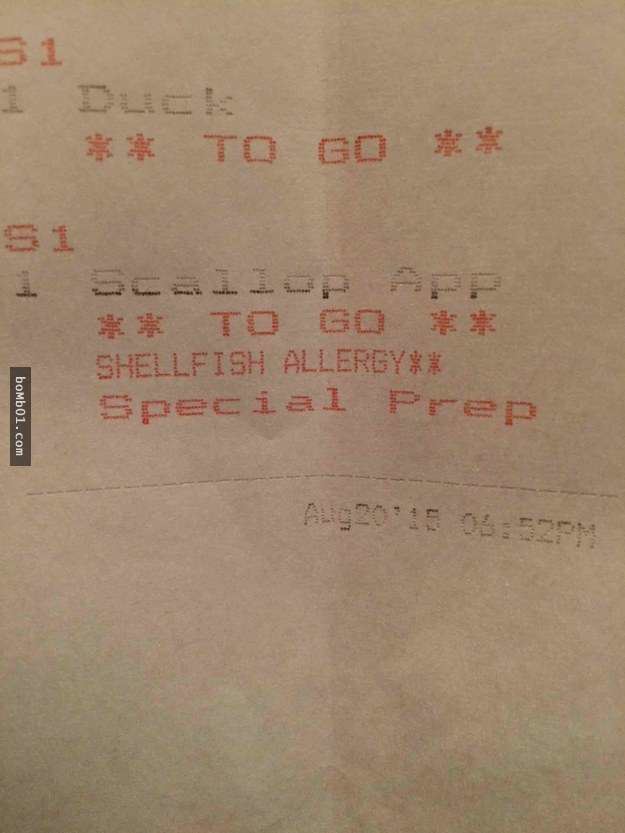 S1
1 Duck
** TO GO **
S1
1 Scallop App
** TO GO **
SHELLFISH ALLERGY**
Special Prep
Aug20'15 06:52PM
boMb01.com